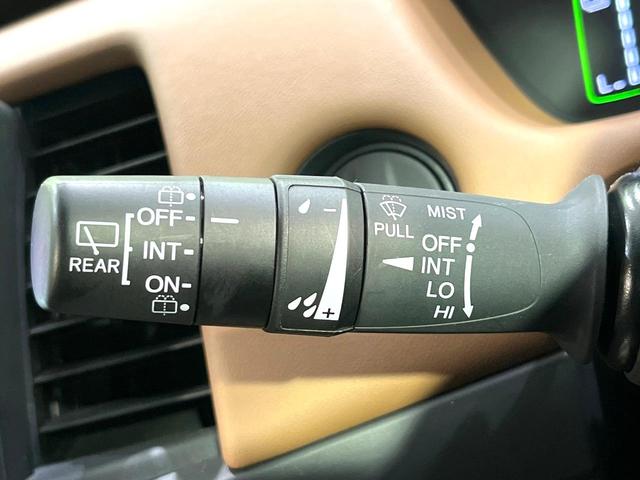 OFF
INT
ON
REAR
−
+
PULL
MIST
OFF
INT
LO
HI
L